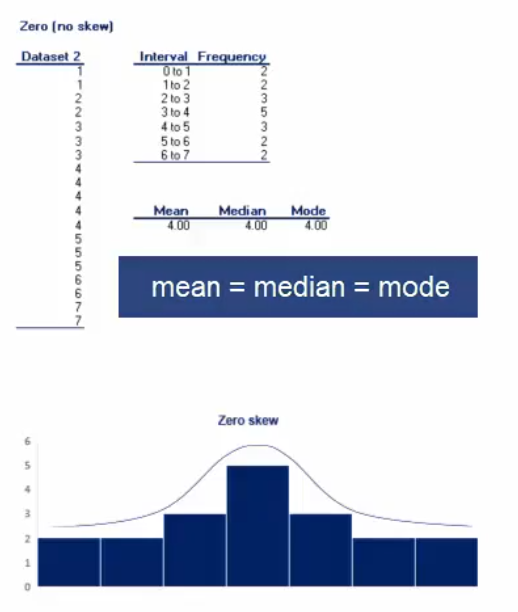 Zero (no skew)
Dataset 2
1
1
2
2
3
3
3
4
4
4
4
4
5
5
5
6
6
7
7
Interval Frequency
0 to 1 2
1 to 2 2
2 to 3 3
3 to 4 5
4 to 5 3
5 to 6 2
6 to 7 2
Mean Median Mode
4.00 4.00 4.00
mean = median = mode
Zero skew
6
5
4
3
2
1
0